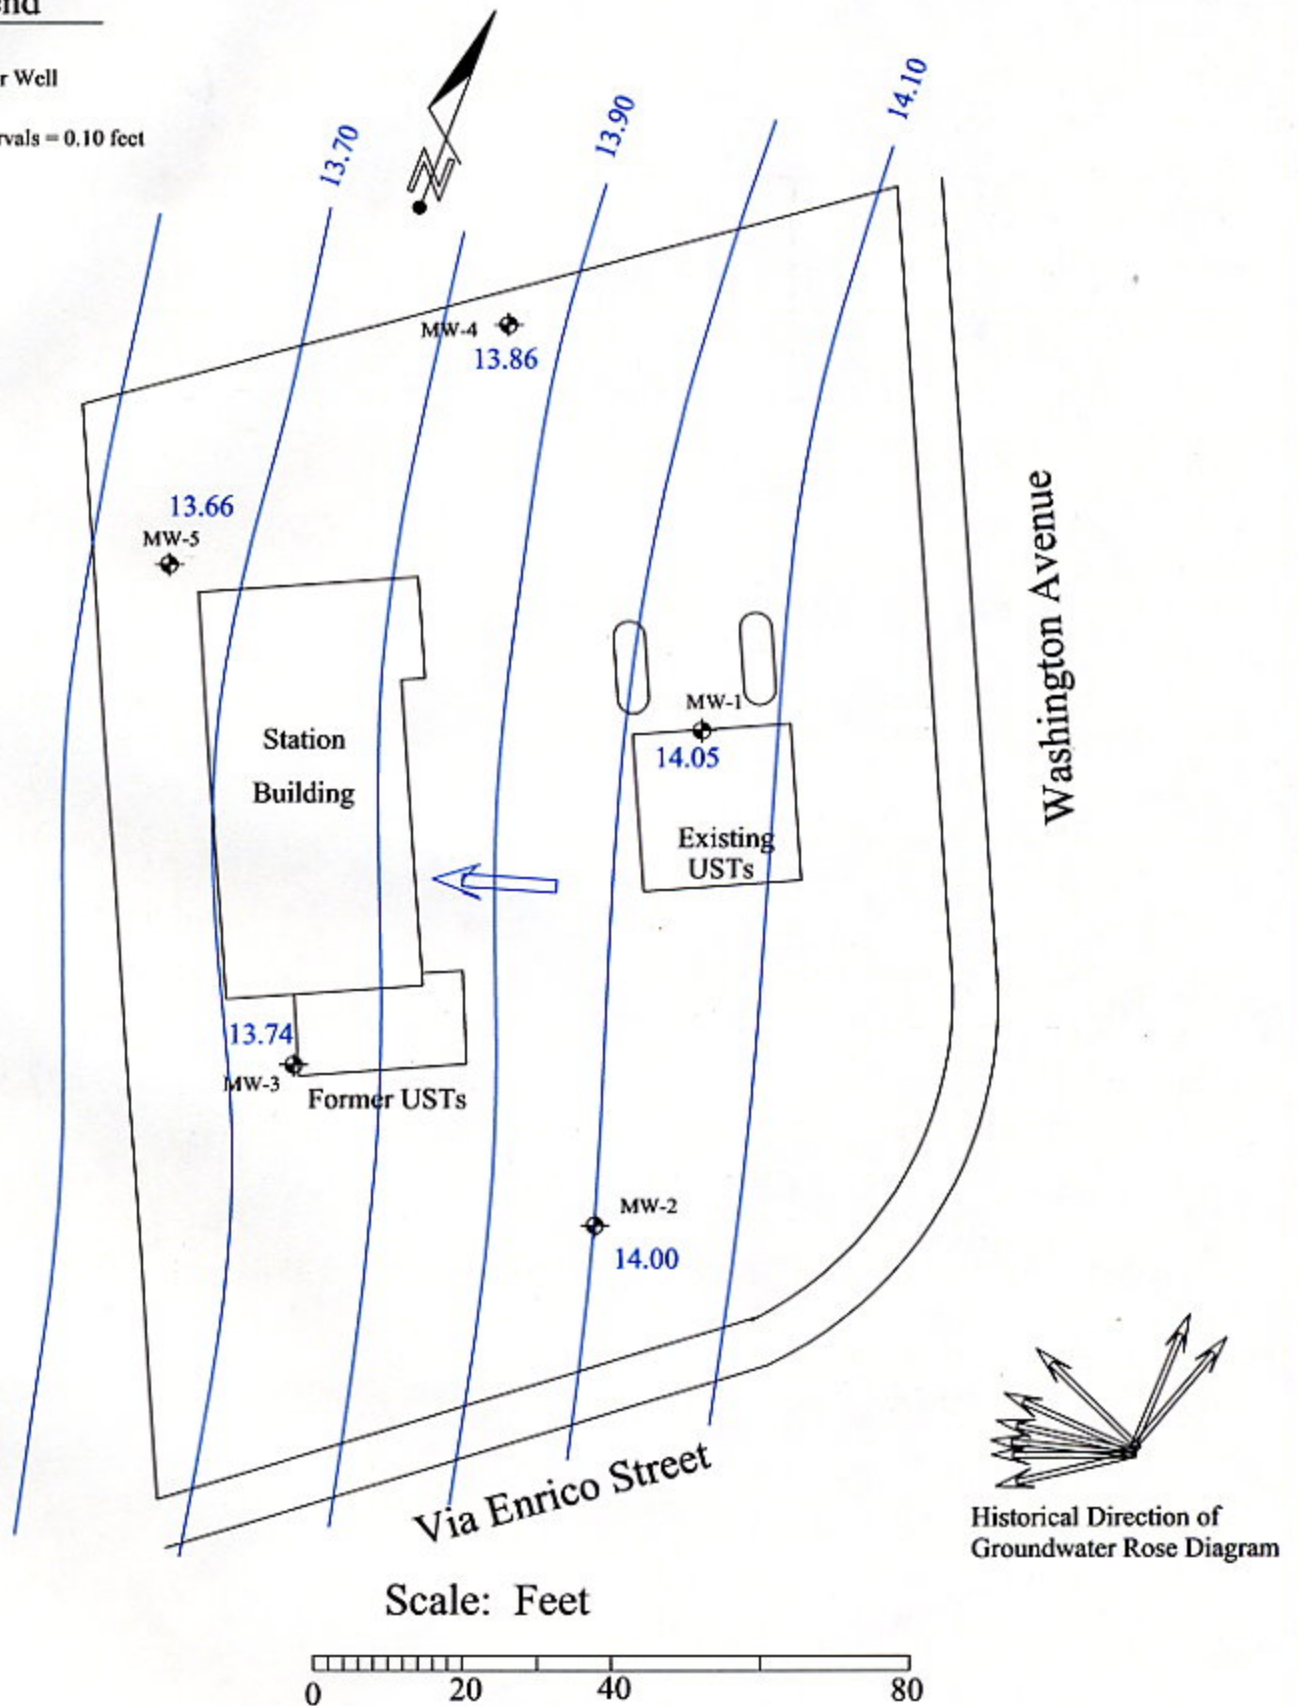 r Well
rvals = 0.10 feet
N
13.70
13.90
14.10
MW-4
13.86
13.66
MW-5
Washington Avenue
Station
Building
MW-1
14.05
Existing
USTs
13.74
MW-3
Former USTs
MW-2
14.00
Via Enrico Street
Historical Direction of
Groundwater Rose Diagram
Scale: Feet
0 20 40 80